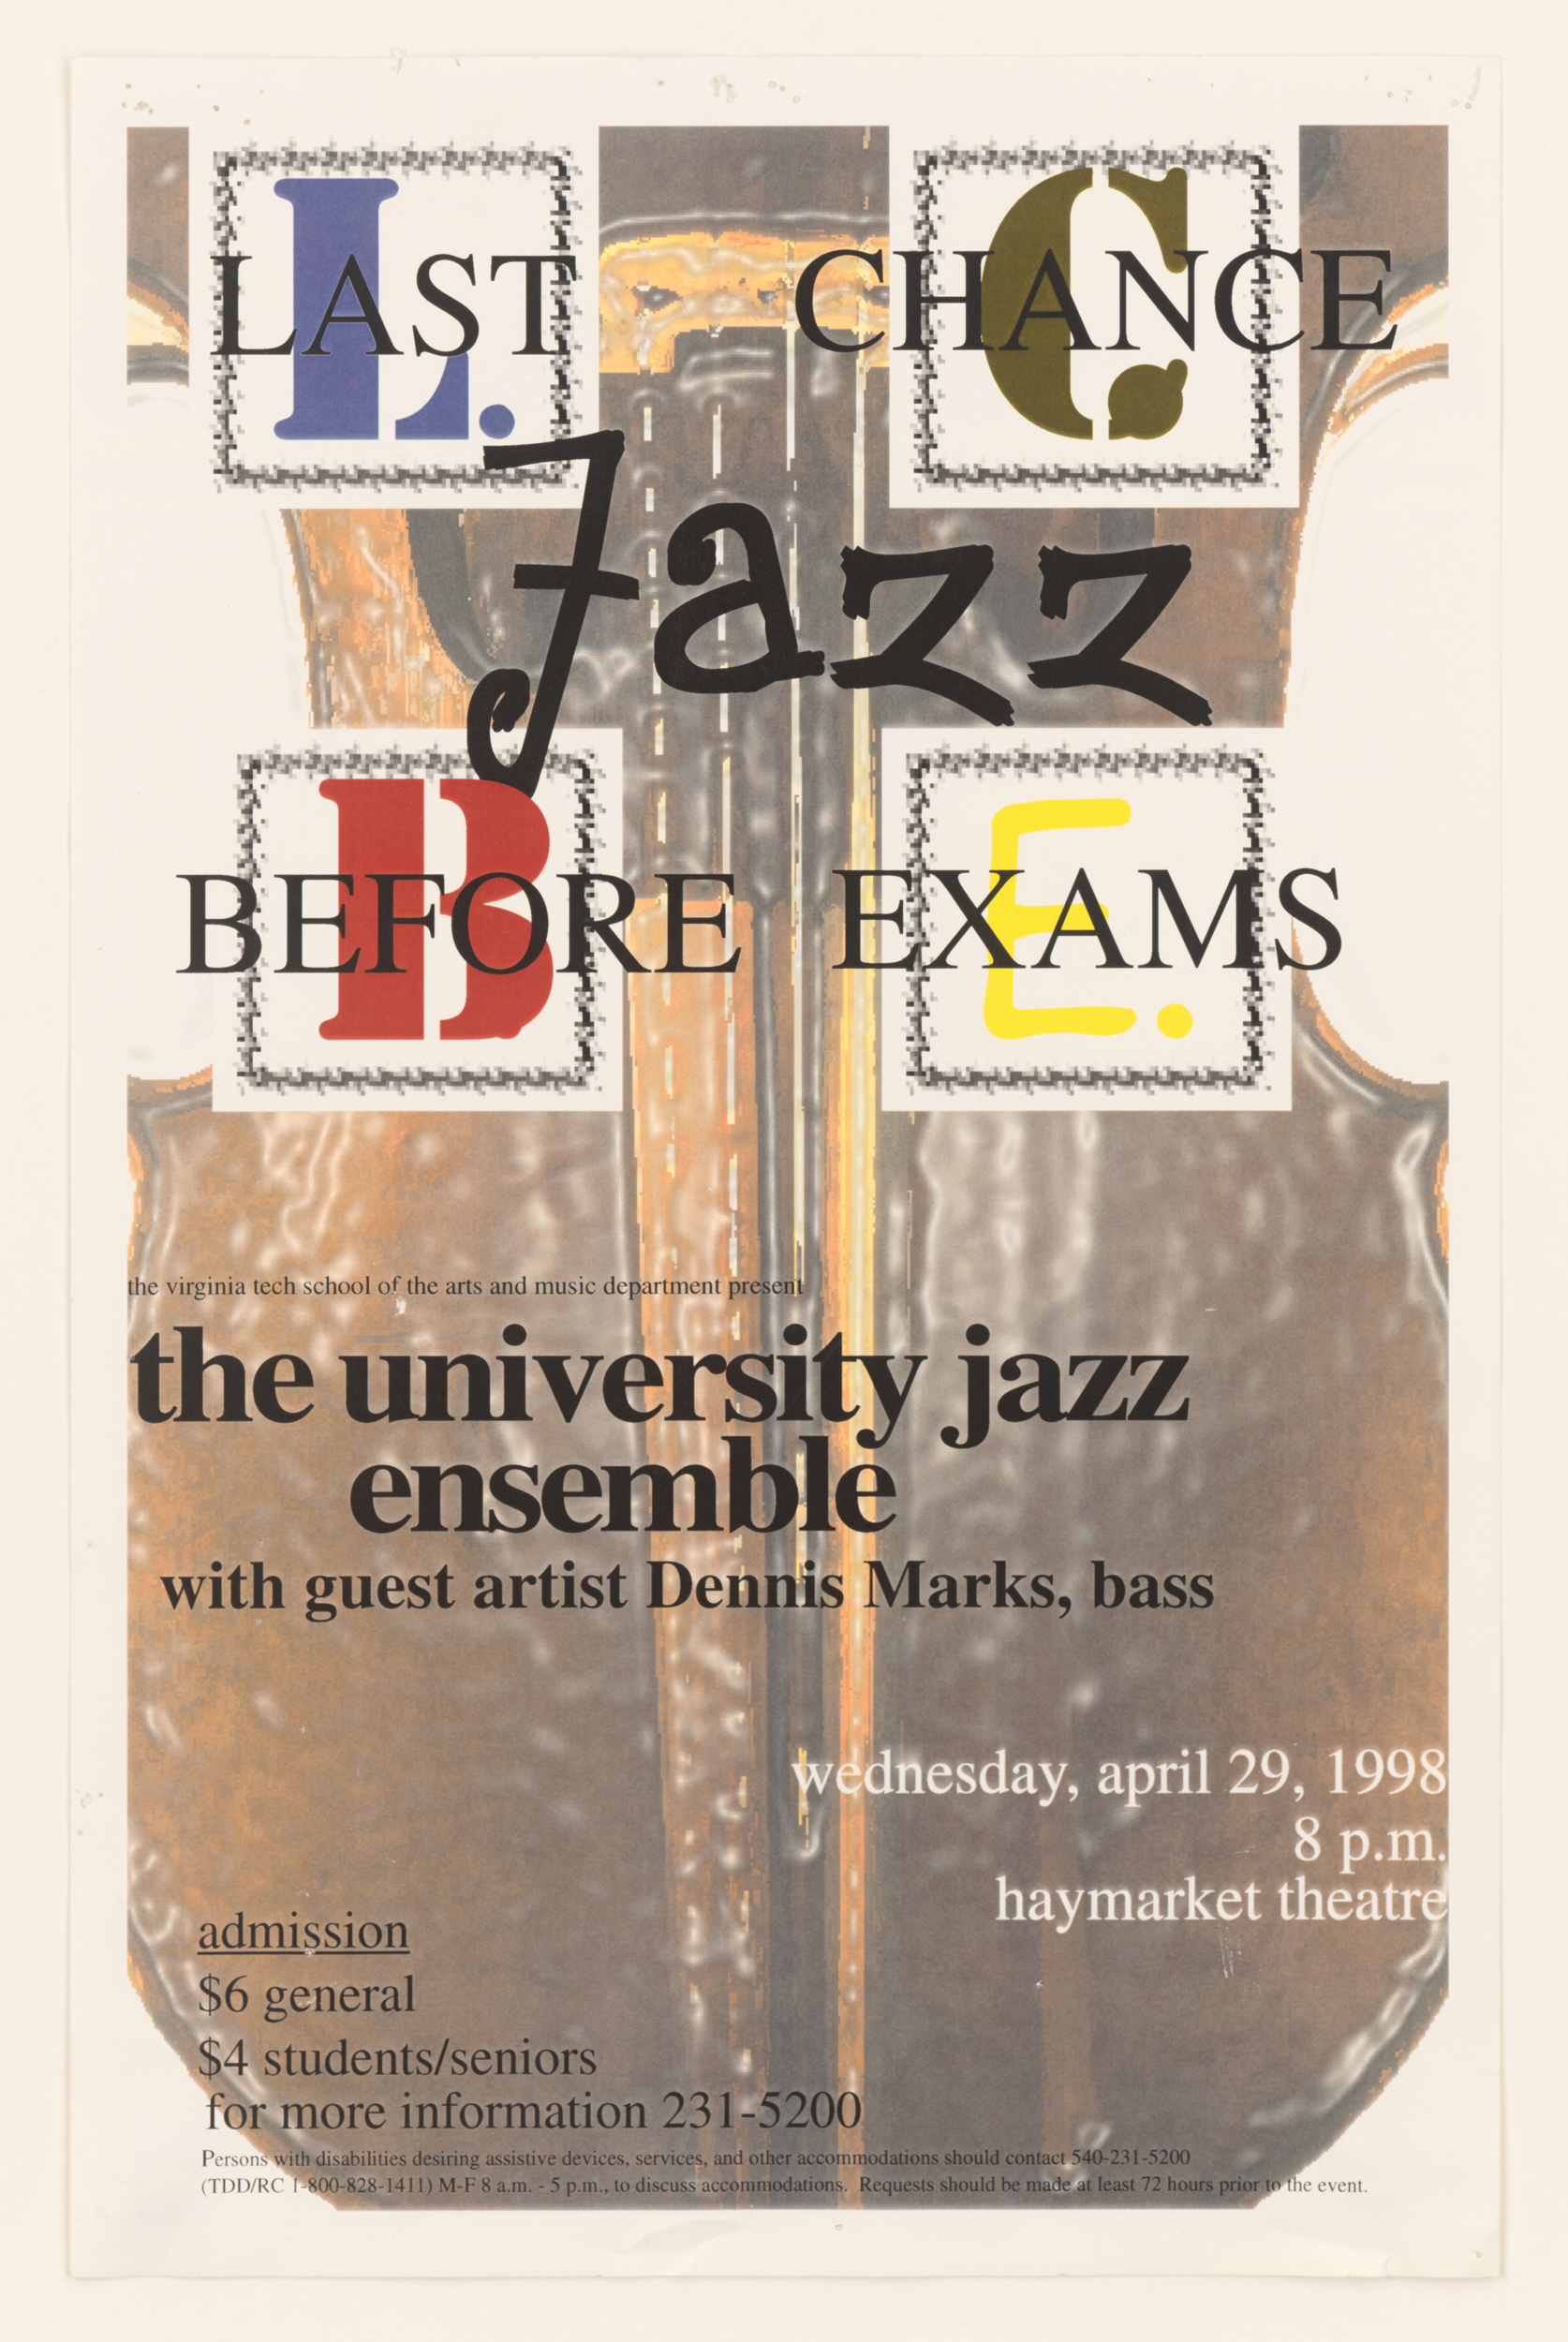 L. C.
LAST CHANCE
Jazz
B E.
BEFORE EXAMS
the virginia tech school of the arts and music department present
the university jazz
ensemble
with guest artist Dennis Marks, bass
wednesday, april 29, 1998
8 p.m.
haymarket theatre
admission
$6 general
$4 students/seniors
for more information 231-5200
Persons with disabilities desiring assistive devices, services, and other accommodations should contact 540-231-5200
(TDD/RC 1-800-828-1411) M-F 8 a.m. - 5 p.m., to discuss accommodations. Requests should be made at least 72 hours prior to the event.